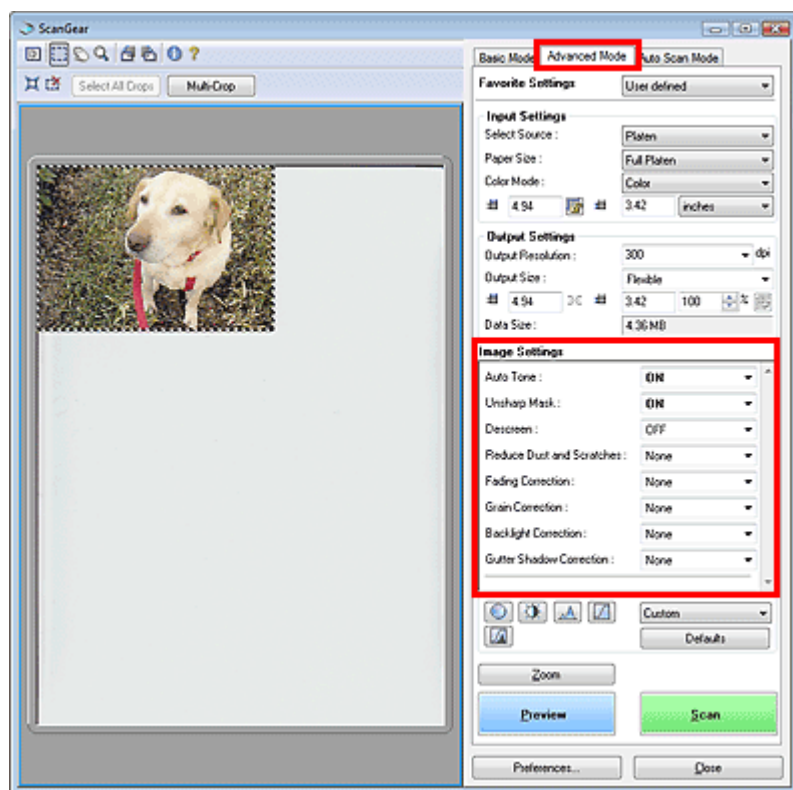 ScanGear
Select All Crops Multi-Crop
Basic Mode Advanced Mode Auto Scan Mode
Favorite Settings User defined
Input Settings
Select Source : Platen
Paper Size : Full Platen
Color Mode : Color
4.94 3.42 inches
Output Settings
Output Resolution : 300 dpi
Output Size : Flexible
4.94 3.42 100 %
Data Size : 4.36 MB
Image Settings
Auto Tone : ON
Unsharp Mask : ON
Descreen : OFF
Reduce Dust and Scratches : None
Fading Correction : None
Grain Correction : None
Backlight Correction : None
Gutter Shadow Correction : None
Custom
Defaults
Zoom
Preview Scan
Preferences... Close